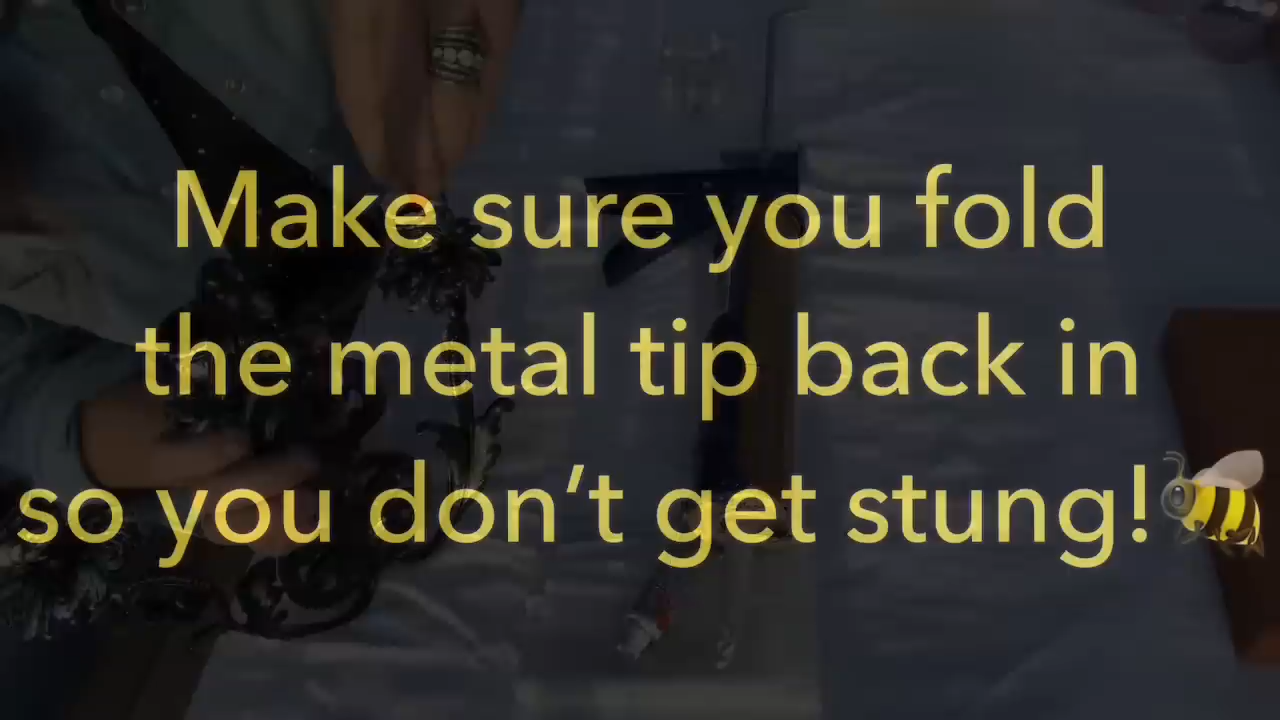 Make sure you fold
the metal tip back in
so you don’t get stung!🐝